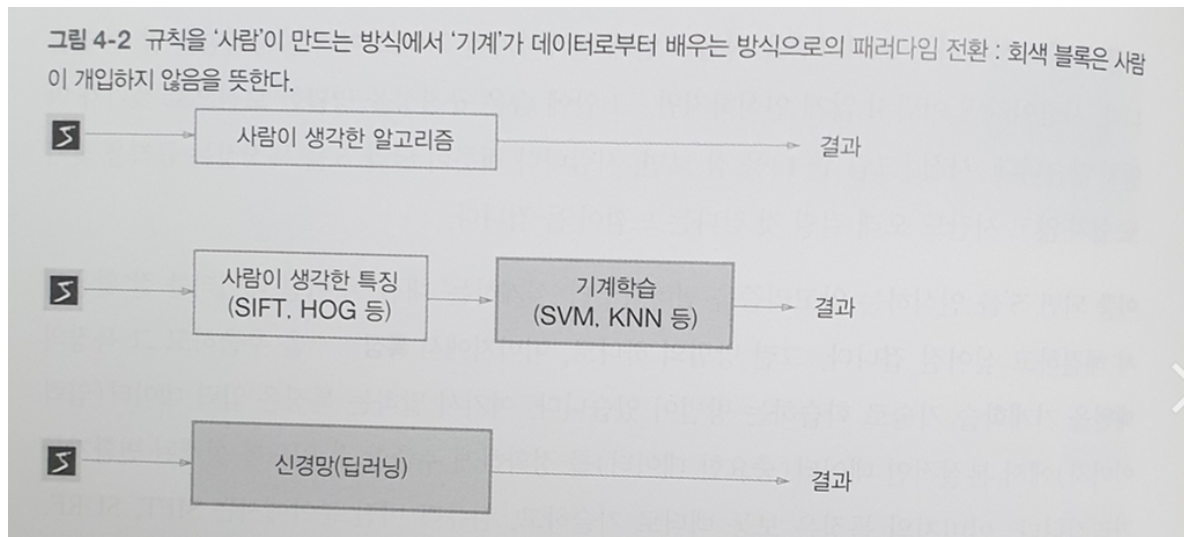 그림 4-2 규칙을 '사람'이 만드는 방식에서 '기계'가 데이터로부터 배우는 방식으로의 패러다임 전환 : 회색 블록은 사람
이 개입하지 않음을 뜻한다.
5 사람이 생각한 알고리즘 결과
사람이 생각한 특징
(SIFT, HOG 등)
기계학습
(SVM, KNN 등)
5 결과
5 신경망(딥러닝) 결과